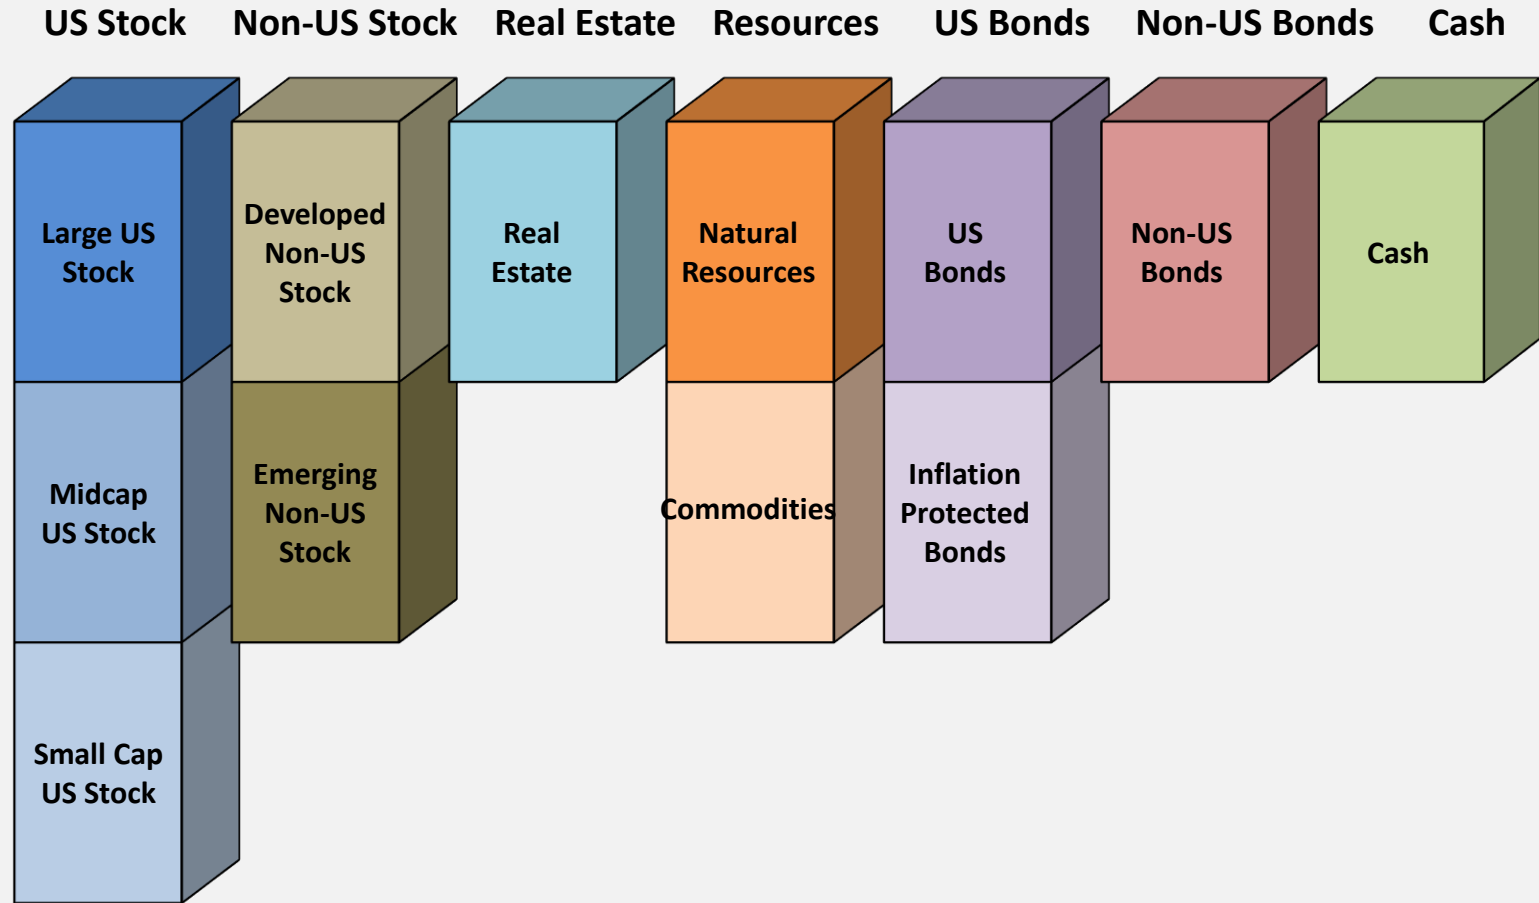 US Stock
Non-US Stock
Real Estate
Resources
US Bonds
Non-US Bonds
Cash
Large US
Stock
Developed
Non-US
Stock
Real
Estate
Natural
Resources
US
Bonds
Non-US
Bonds
Cash
Midcap
US Stock
Emerging
Non-US
Stock
Commodities
Inflation
Protected
Bonds
Small Cap
US Stock